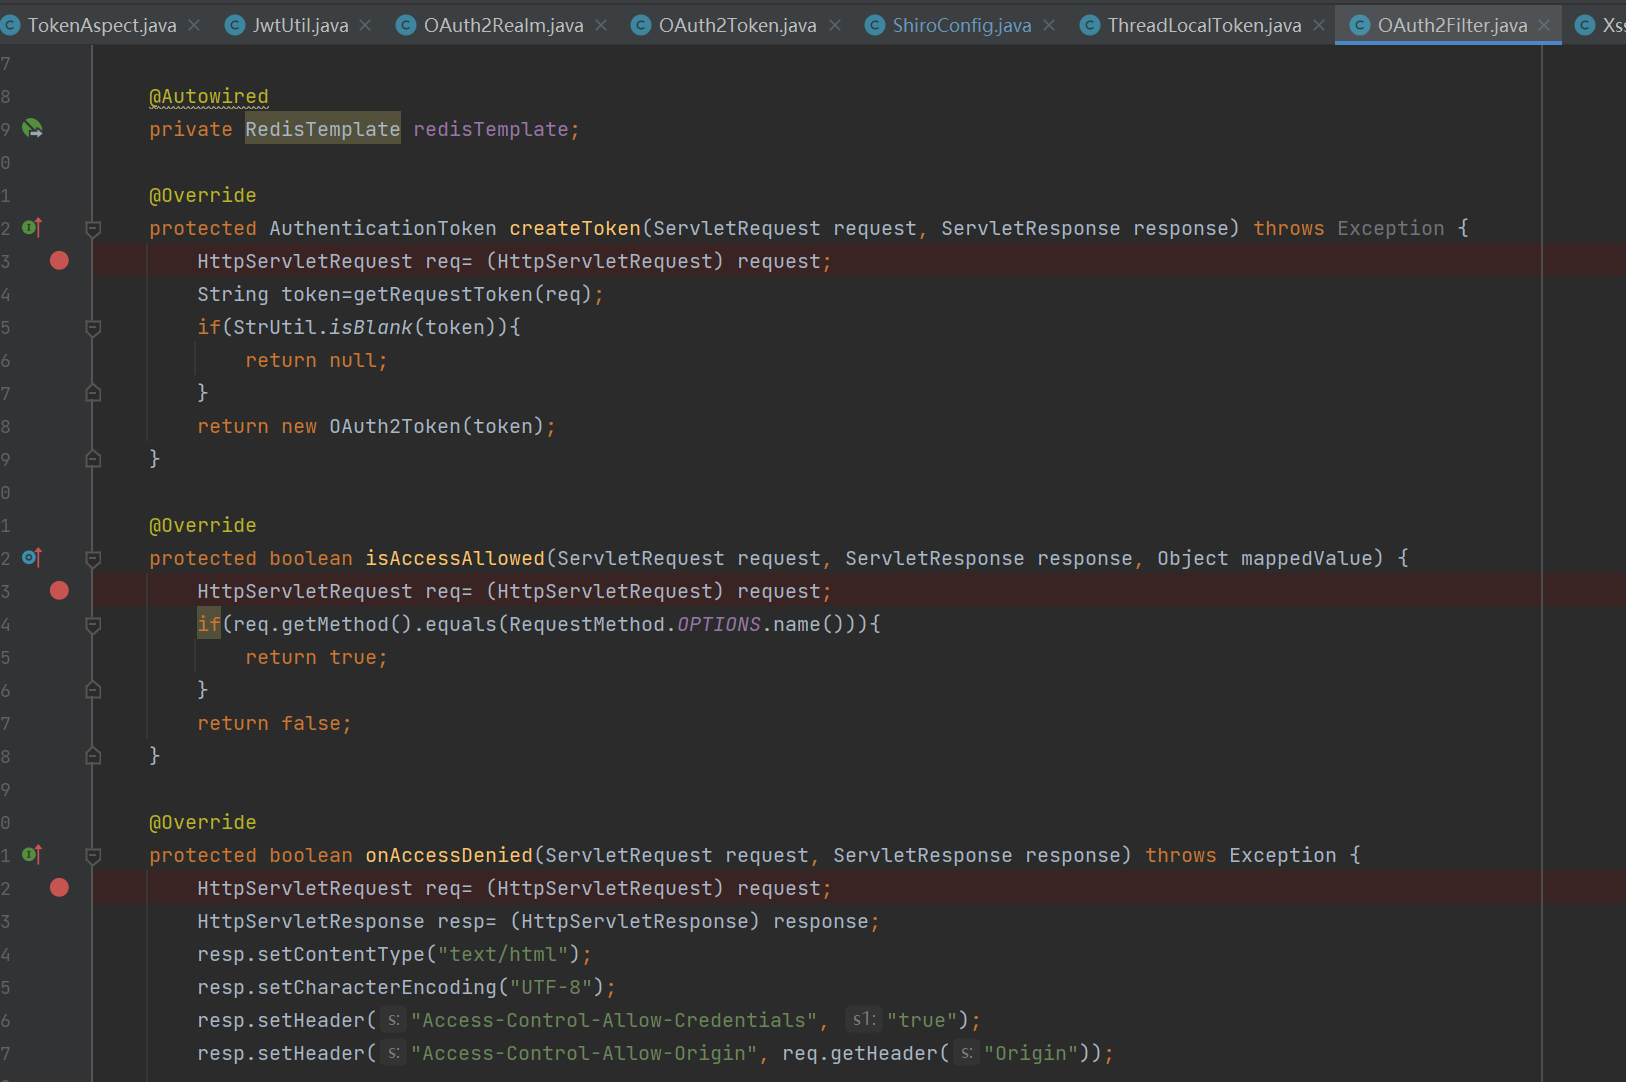 TokenAspect.java JwtUtil.java OAuth2Realm.java OAuth2Token.java ShiroConfig.java ThreadLocalToken.java OAuth2Filter.java Xs
7
8 @Autowired
9 private RedisTemplate redisTemplate;
0
1 @Override
2 protected AuthenticationToken createToken(ServletRequest request, ServletResponse response) throws Exception {
3 HttpServletRequest req= (HttpServletRequest) request;
4 String token=getRequestToken(req);
5 if(StrUtil.isBlank(token)){
6 return null;
7 }
8 return new OAuth2Token(token);
9 }
0
1 @Override
2 protected boolean isAccessAllowed(ServletRequest request, ServletResponse response, Object mappedValue) {
3 HttpServletRequest req= (HttpServletRequest) request;
4 if(req.getMethod().equals(RequestMethod.OPTIONS.name())){
5 return true;
6 }
7 return false;
8 }
9
0 @Override
1 protected boolean onAccessDenied(ServletRequest request, ServletResponse response) throws Exception {
2 HttpServletRequest req= (HttpServletRequest) request;
3 HttpServletResponse resp= (HttpServletResponse) response;
4 resp.setContentType("text/html");
5 resp.setCharacterEncoding("UTF-8");
6 resp.setHeader( s: "Access-Control-Allow-Credentials", s1: "true");
7 resp.setHeader( s: "Access-Control-Allow-Origin", req.getHeader( s: "Origin"));